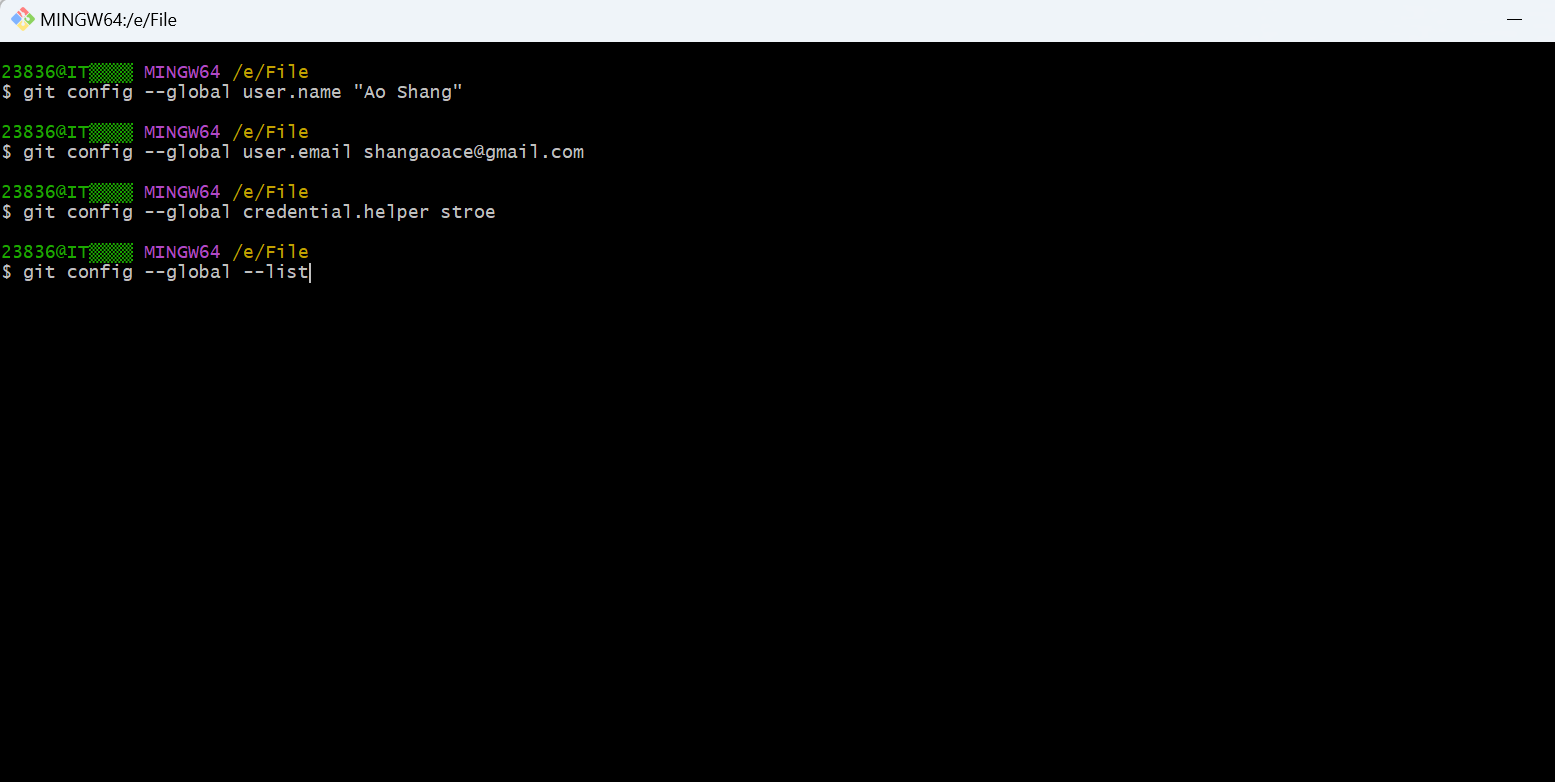 MINGW64:/e/File
23836@IT▒▒▒▒ MINGW64 /e/File
$ git config --global user.name "Ao Shang"
23836@IT▒▒▒▒ MINGW64 /e/File
$ git config --global user.email shangaoace@gmail.com
23836@IT▒▒▒▒ MINGW64 /e/File
$ git config --global credential.helper stroe
23836@IT▒▒▒▒ MINGW64 /e/File
$ git config --global --list